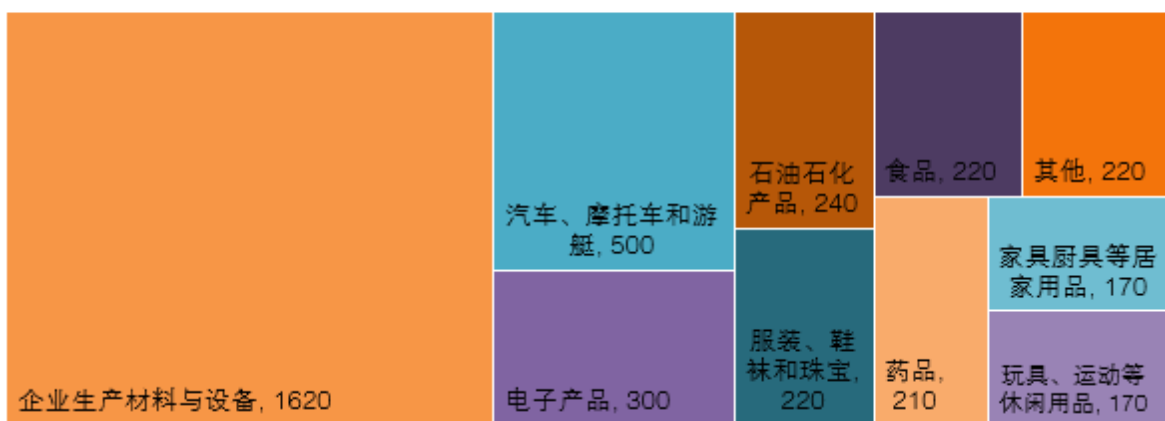 企业生产材料与设备, 1620
汽车、摩托车和游
艇, 500
电子产品, 300
石油石化
产品, 240
服装、鞋
袜和珠宝,
220
食品, 220
其他, 220
药品,
210
家具厨具等居
家用品, 170
玩具、运动等
休闲用品, 170